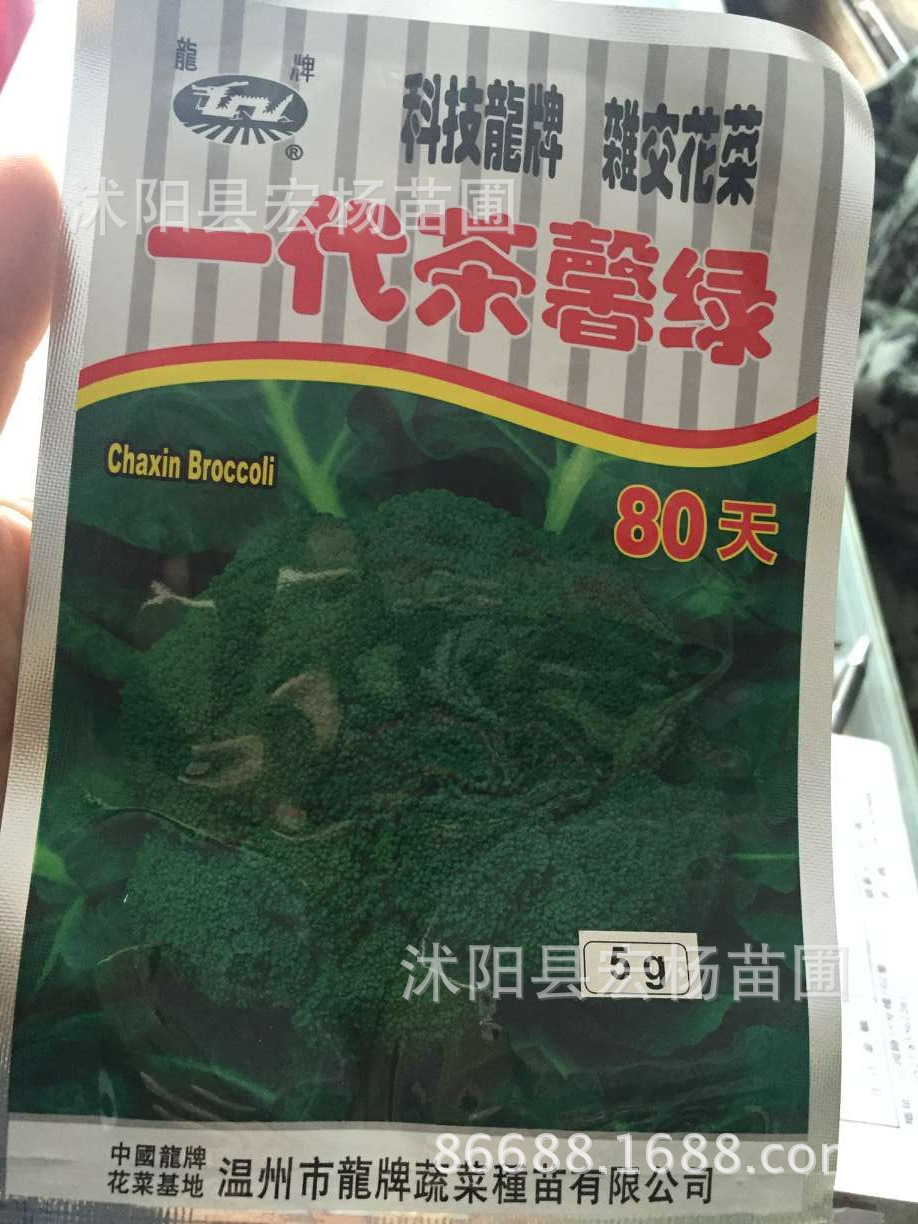 龍牌
®
科技龍牌 雜交花菜
沭阳县宏杨苗圃
一代茶馨绿
Chaxin Broccoli
80天
5g
沭阳县宏杨苗圃
86688.1688.com
中國龍牌
花菜基地
温州市龍牌蔬菜種苗有限公司